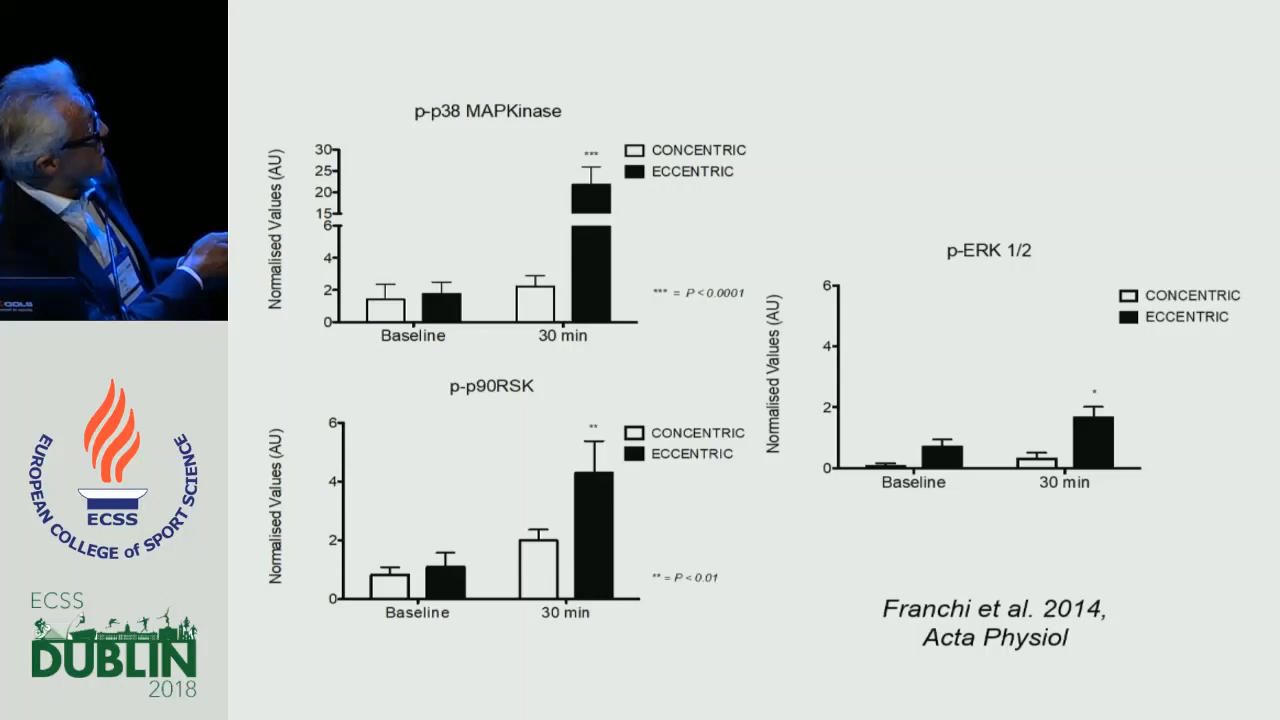 p-p38 MAPKinase
Normalised Values (AU)
30
25
20
15
6
4
2
0
Baseline
30 min
***
CONCENTRIC
ECCENTRIC
*** = P<0.0001
p-p90RSK
Normalised Values (AU)
6
4
2
0
Baseline
30 min
**
CONCENTRIC
ECCENTRIC
** = P<0.01
p-ERK 1/2
Normalised Values (AU)
6
4
2
0
Baseline
30 min
*
CONCENTRIC
ECCENTRIC
Franchi et al. 2014,
Acta Physiol
EUROPEAN COLLEGE of SPORT SCIENCE
ECSS
ECSS
DUBLIN
2018